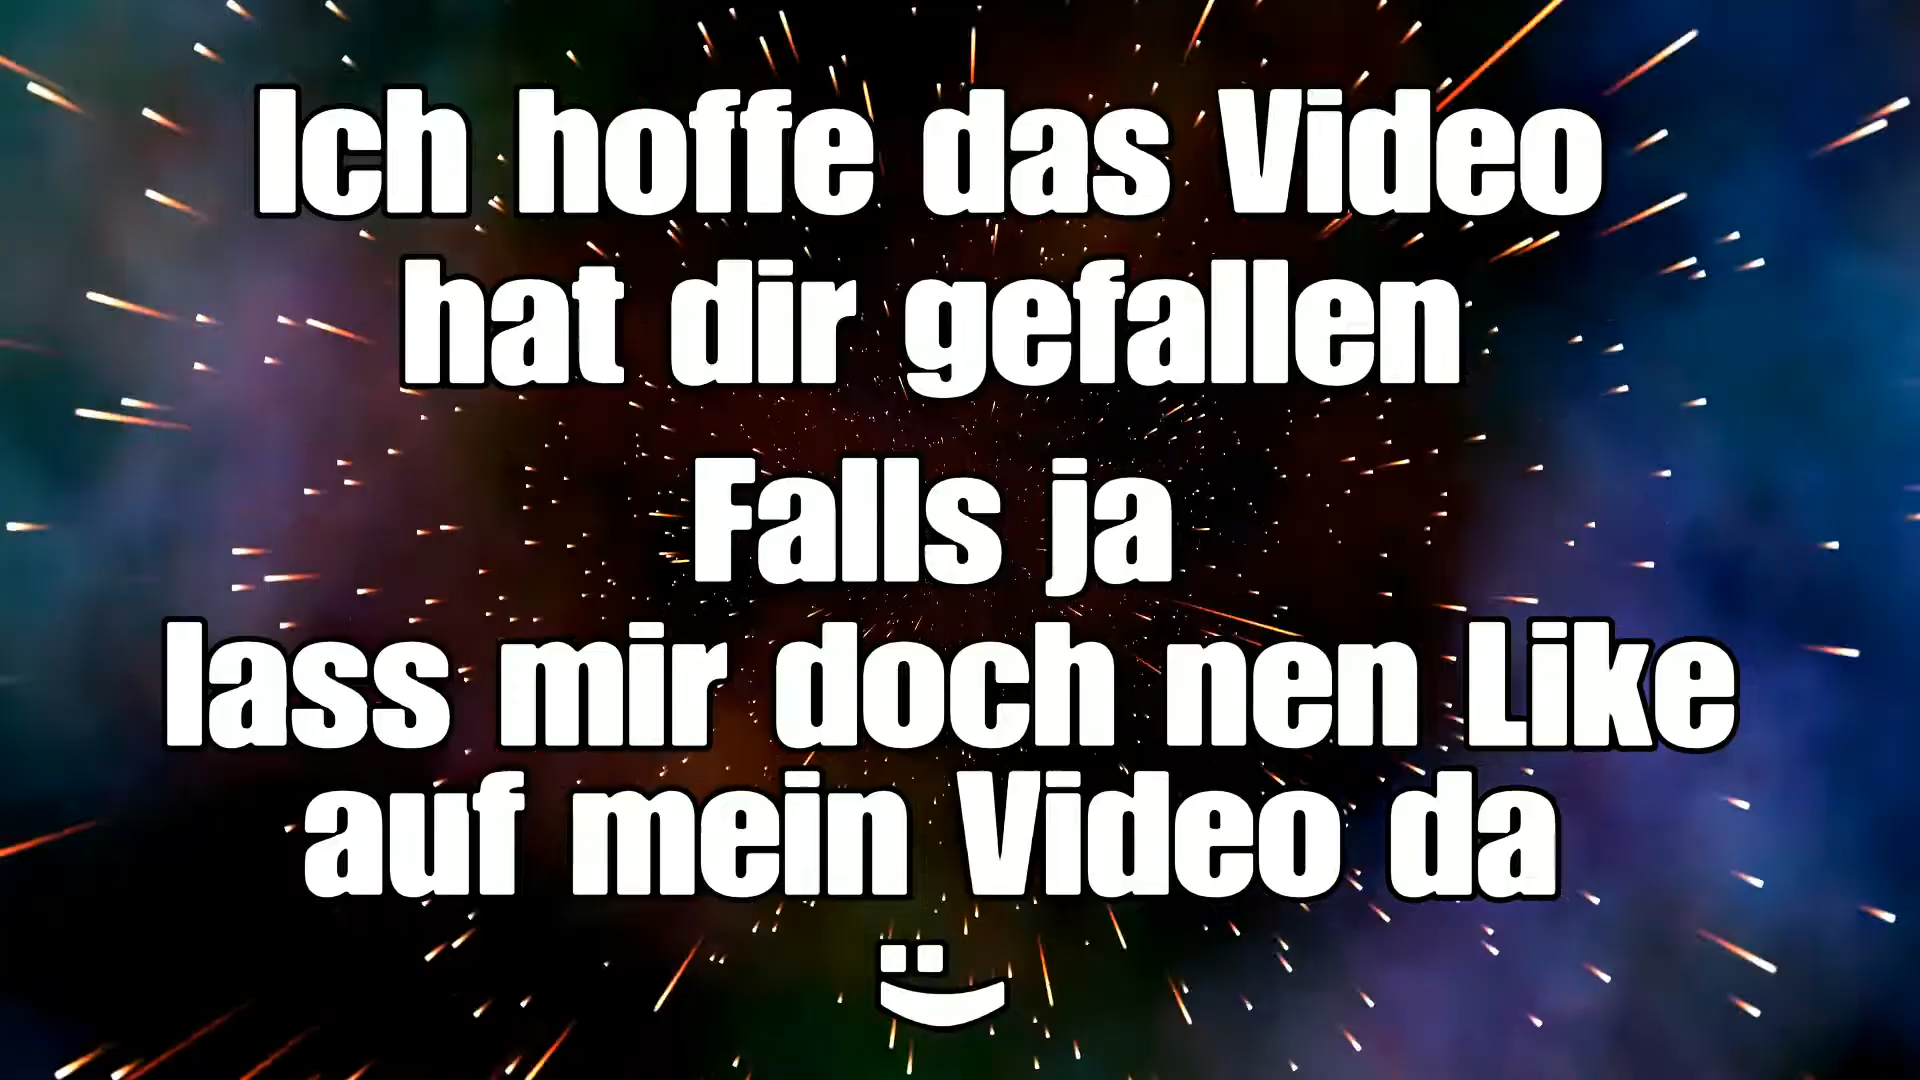 Ich hoffe das Video
hat dir gefallen
Falls ja
lass mir doch nen Like
auf mein Video da